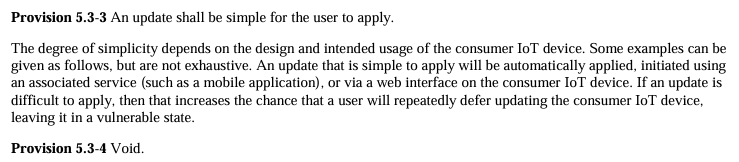 Provision 5.3-3 An update shall be simple for the user to apply.
The degree of simplicity depends on the design and intended usage of the consumer IoT device. Some examples can be
given as follows, but are not exhaustive. An update that is simple to apply will be automatically applied, initiated using
an associated service (such as a mobile application), or via a web interface on the consumer IoT device. If an update is
difficult to apply, then that increases the chance that a user will repeatedly defer updating the consumer IoT device,
leaving it in a vulnerable state.
Provision 5.3-4 Void.